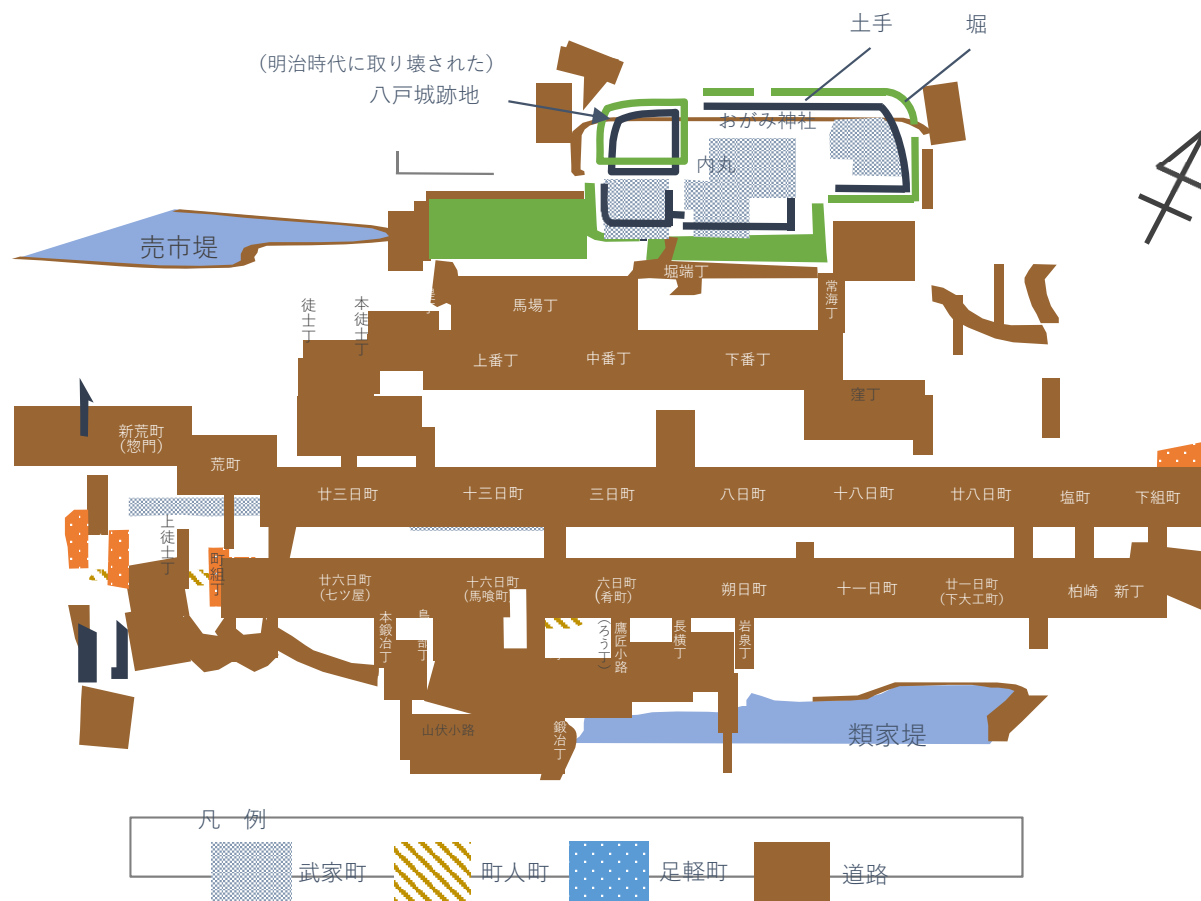 土手
堀
(明治時代に取り壊された)
八戸城跡地
おがみ神社
内丸
売市堤
堀端丁
常海丁
馬場丁
徒士丁
本徒士丁
上番丁
中番丁
下番丁
窪丁
新荒町
(惣門)
荒町
廿三日町
十三日町
三日町
八日町
十八日町
廿八日町
塩町
下組町
上徒士丁
町組丁
廿六日町
(七ツ屋)
十六日町
(馬喰町)
六日町
(肴町)
朔日町
十一日町
廿一日町
(下大工町)
柏崎 新丁
本鍛冶丁
(ろう丁)
鷹匠小路
長横丁
岩泉丁
山伏小路
鍛冶丁
類家堤
凡 例
武家町
町人町
足軽町
道路